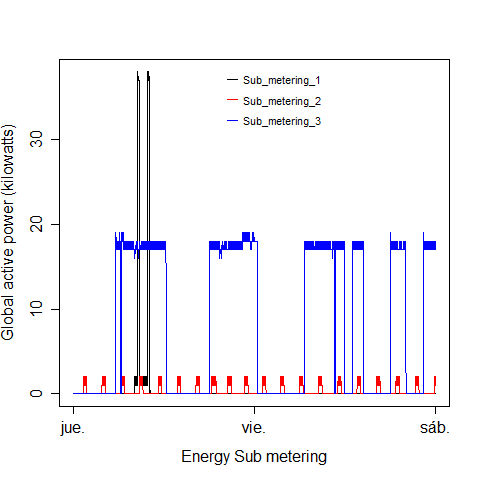 Sub_metering_1
Sub_metering_2
Sub_metering_3
Global active power (kilowatts)
30
20
10
0
jue.
vie.
sáb.
Energy Sub metering